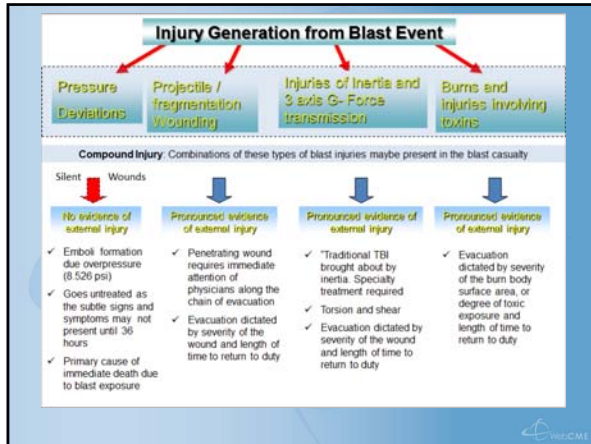 Injury Generation from Blast Event
Pressure
Deviations
Projectile /
fragmentation
Wounding
Injuries of Inertia and
3 axis G- Force
transmission
Burns and
injuries involving
toxins
Compound Injury: Combinations of these types of blast injuries maybe present in the blast casualty
Silent Wounds
No evidence of
external injury
✓ Emboli formation
due overpressure
(8.526 psi)
✓ Goes untreated as
the subtle signs and
symptoms may not
present until 36
hours
✓ Primary cause of
immediate death due
to blast exposure
Pronounced evidence
of external injury
✓ Penetrating wound
requires immediate
attention of
physicians along the
chain of evacuation
✓ Evacuation dictated
by severity of the
wound and length of
time to return to duty
Pronounced evidence of
external injury
✓ "Traditional TBI
brought about by
inertia. Specialty
treatment required
✓ Torsion and shear
✓ Evacuation dictated by
severity of the wound
and length of time to
return to duty
Pronounced evidence
of external injury
✓ Evacuation
dictated by severity
of the burn body
surface area, or
degree of toxic
exposure and
length of time to
return to duty
WebCME